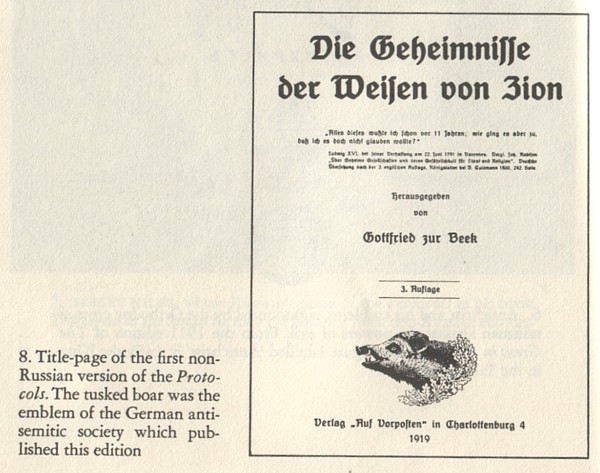 Die Geheimniſſe
der Weiſen von Zion
„Alles dieſes wußte ich ſchon vor 11 Jahren; wie ging es aber zu,
daß ich es doch nicht glauben wollte?“
Ludwig XVI. bei ſeiner Verhaftung am 22. Juni 1791 in Varennes. Vergl. Joh. Robiſon
„Über Geheime Geſellſchaften und deren Gefährlichkeit für Staat und Religion“. Deutſche
Überſetzung nach der 3. engliſchen Auflage. Königslutter bei B. Culemann 1800, 242. Seite.
Herausgegeben
von
Gottfried zur Beek
3. Auflage
Verlag „Auf Vorpoſten“ in Charlottenburg 4
1919
8. Title-page of the first non-
Russian version of the Proto-
cols. The tusked boar was the
emblem of the German anti-
semitic society which pub-
lished this edition